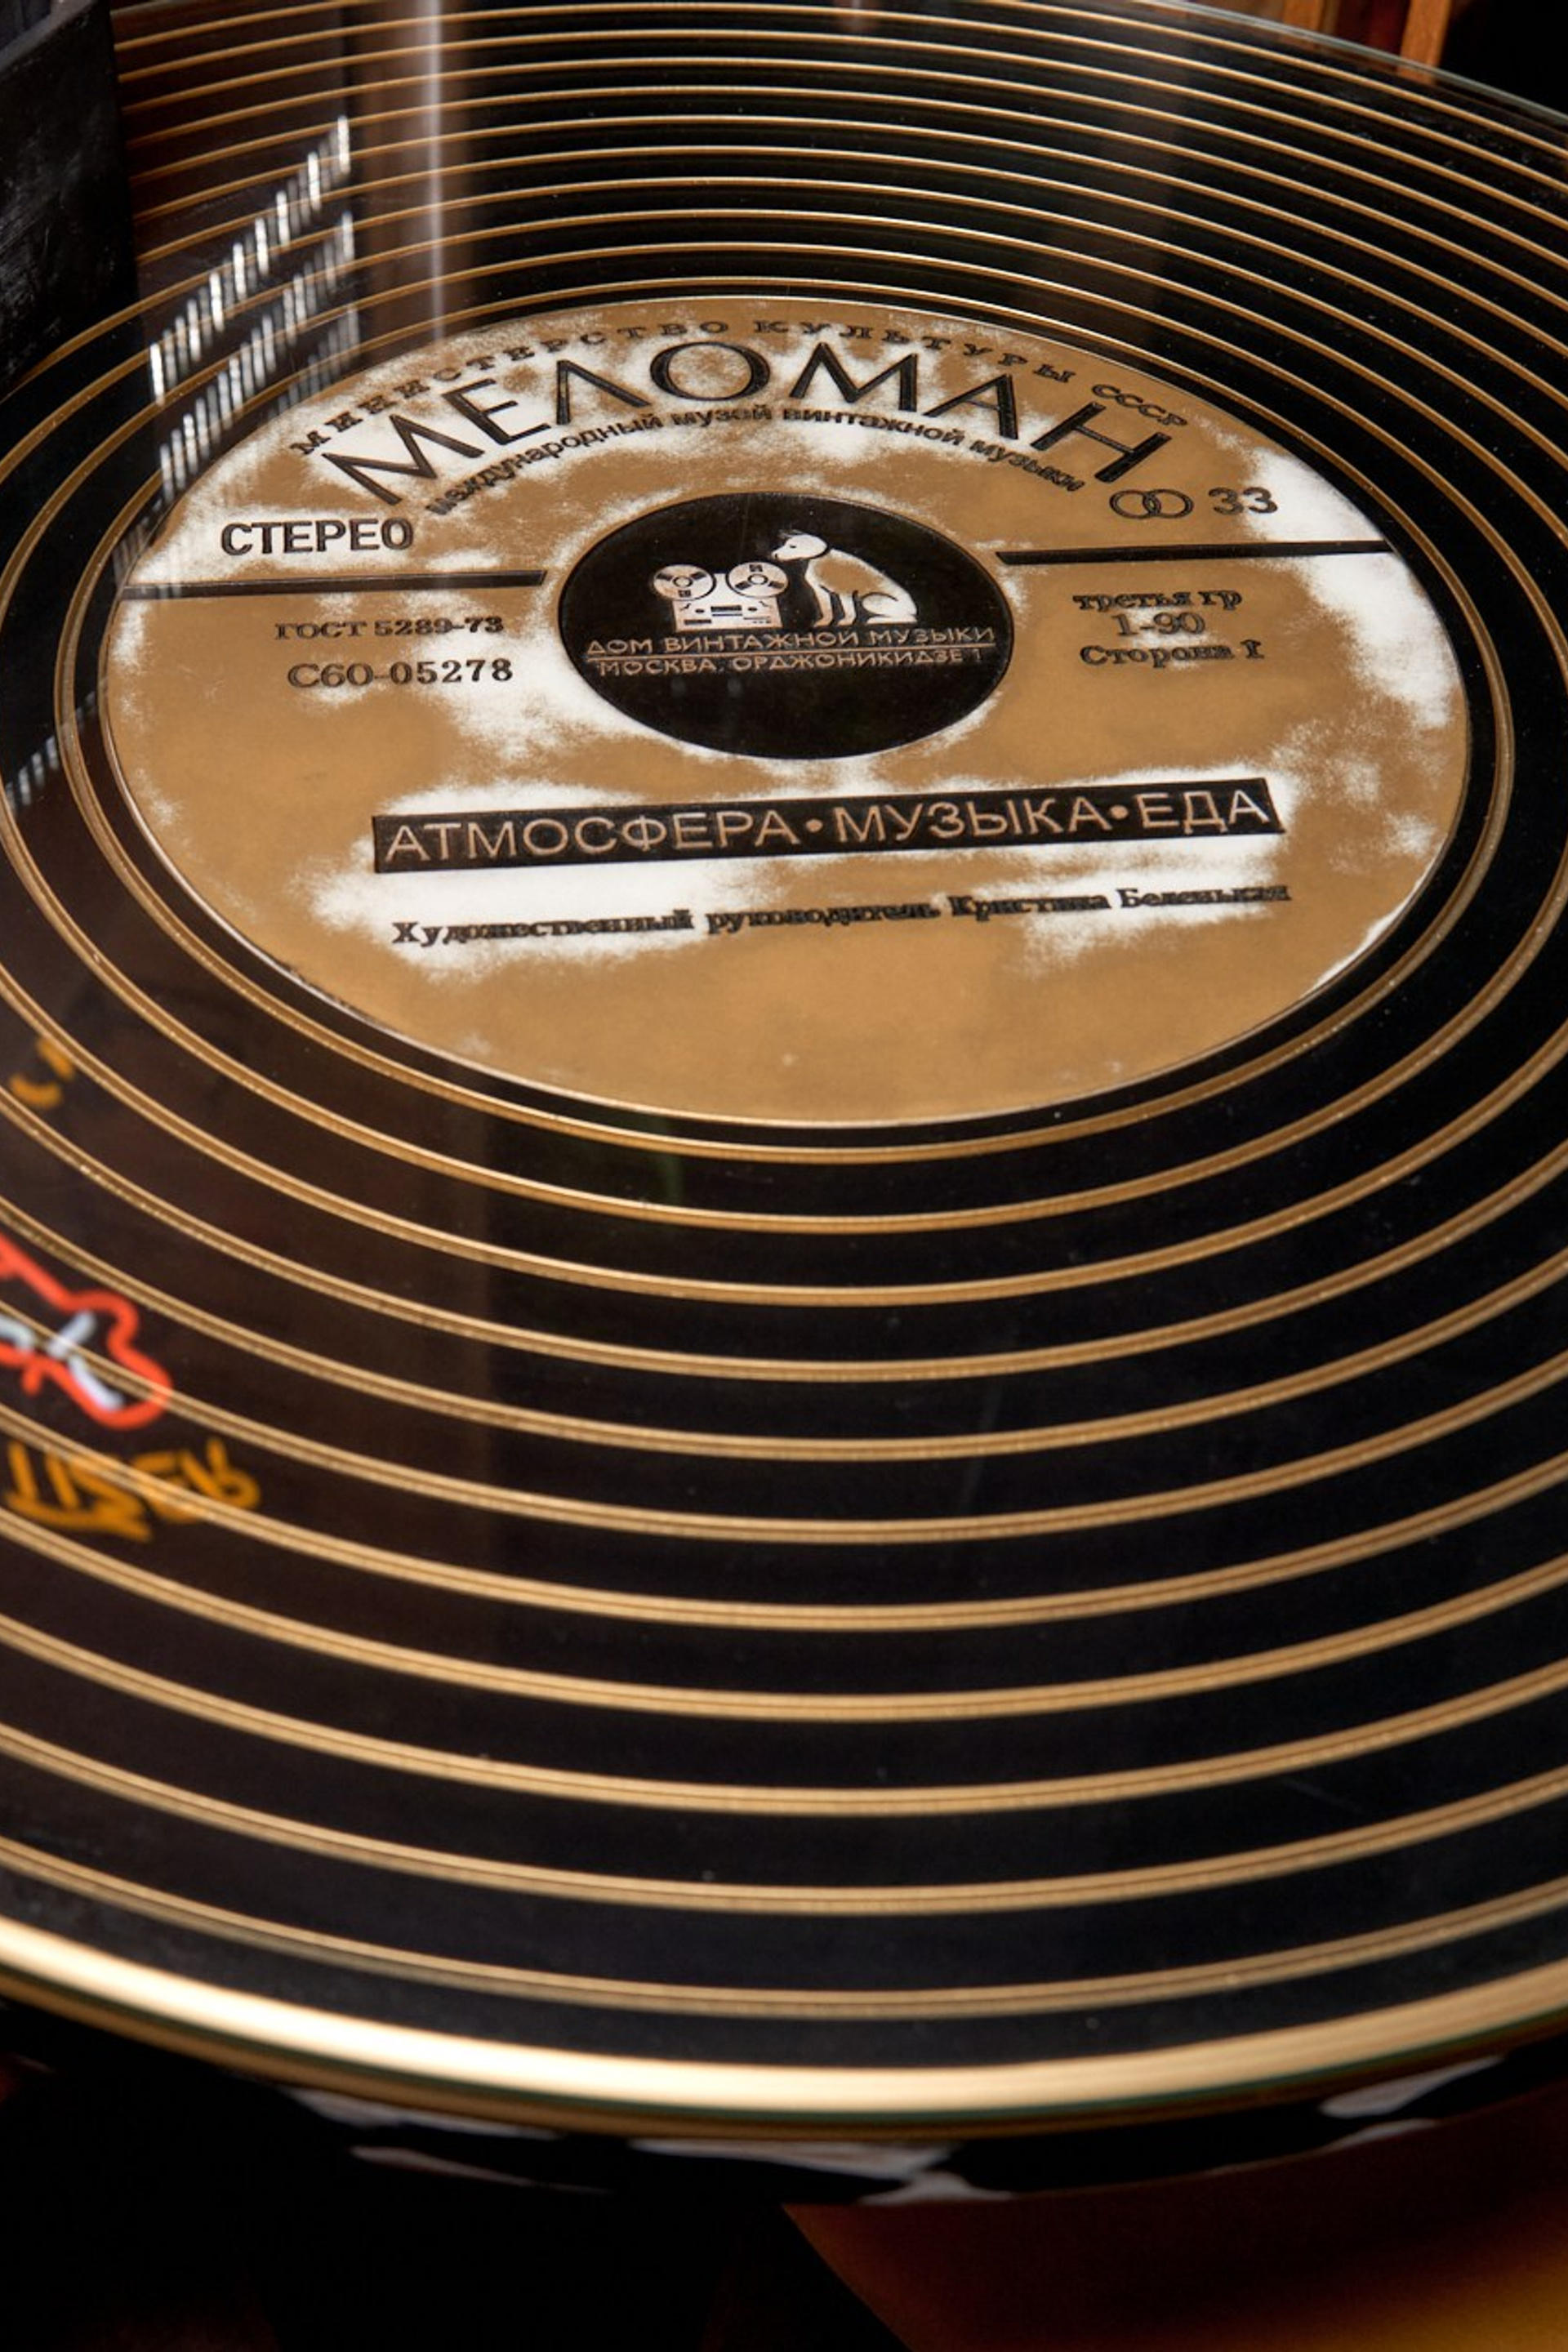 МИНИСТЕРСТВО КУЛЬТУРЫ СССР
МЕЛОМАН
международный музей винтажной музыки
СТЕРЕО
33
ГОСТ 5289-73
С60-05278
третья гр
1-90
Сторона 1
ДОМ ВИНТАЖНОЙ МУЗЫКИ
МОСКВА, ОРДЖОНИКИДЗЕ 1
АТМОСФЕРА•МУЗЫКА•ЕДА
Художественный руководитель Кристина Беленькая